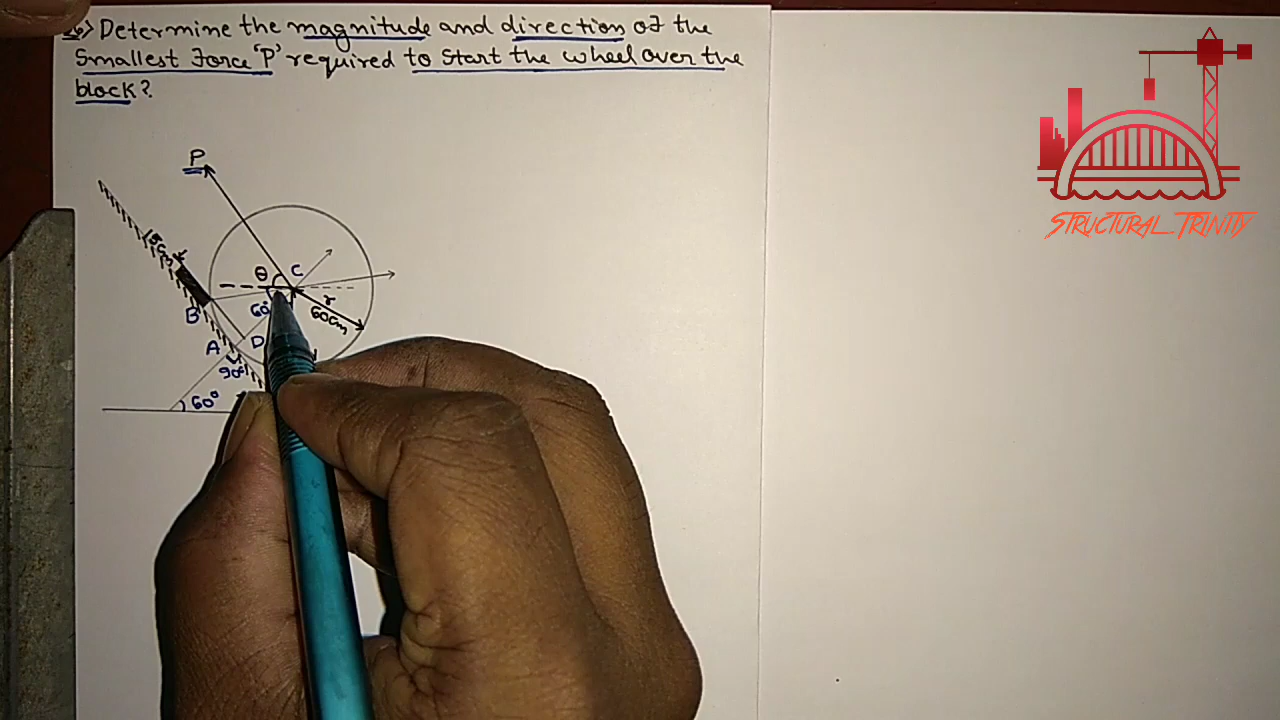 Determine the magnitude and direction of the
Smallest Force 'P' required to start the wheel over the
block?
P
15cm
θ
C
r
60cm
B
60°
A
D
90°
60°
STRUCTURAL_TRINITY